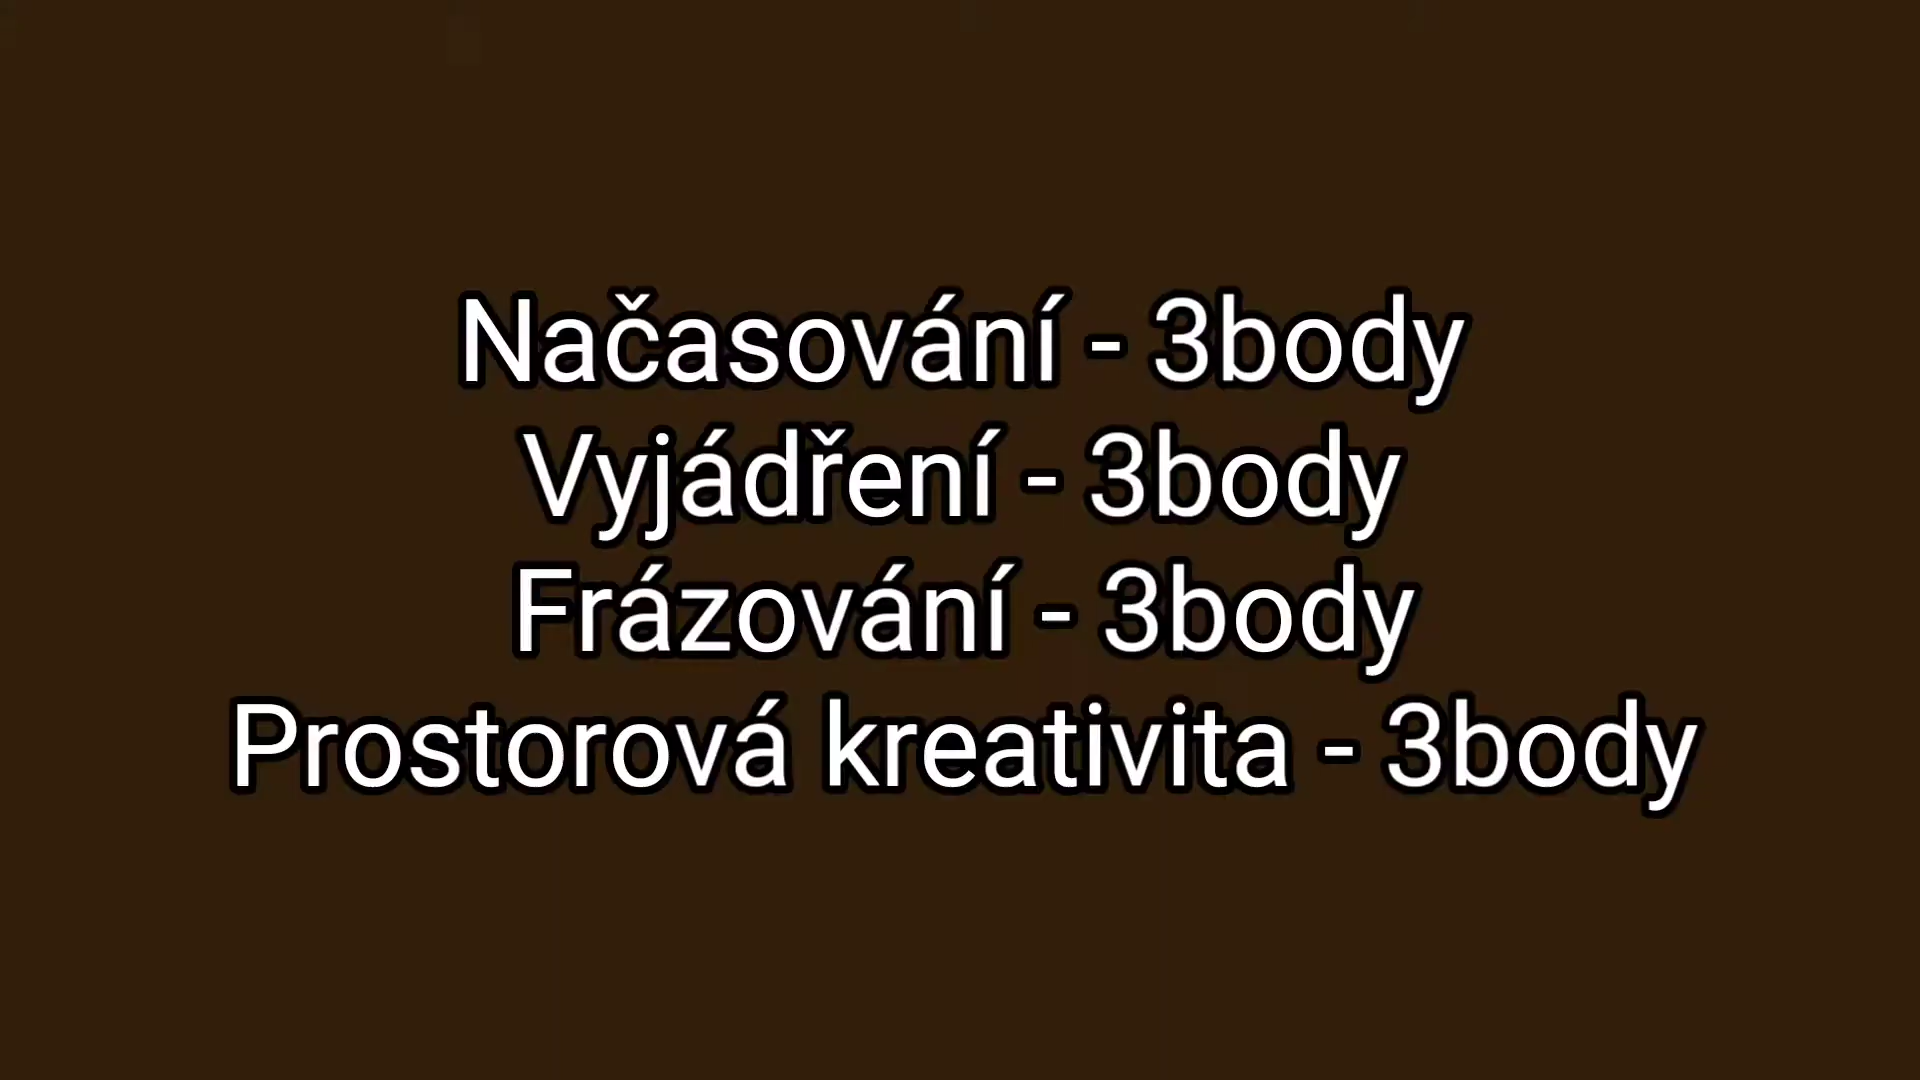 Načasování - 3body
Vyjádření - 3body
Frázování - 3body
Prostorová kreativita - 3body